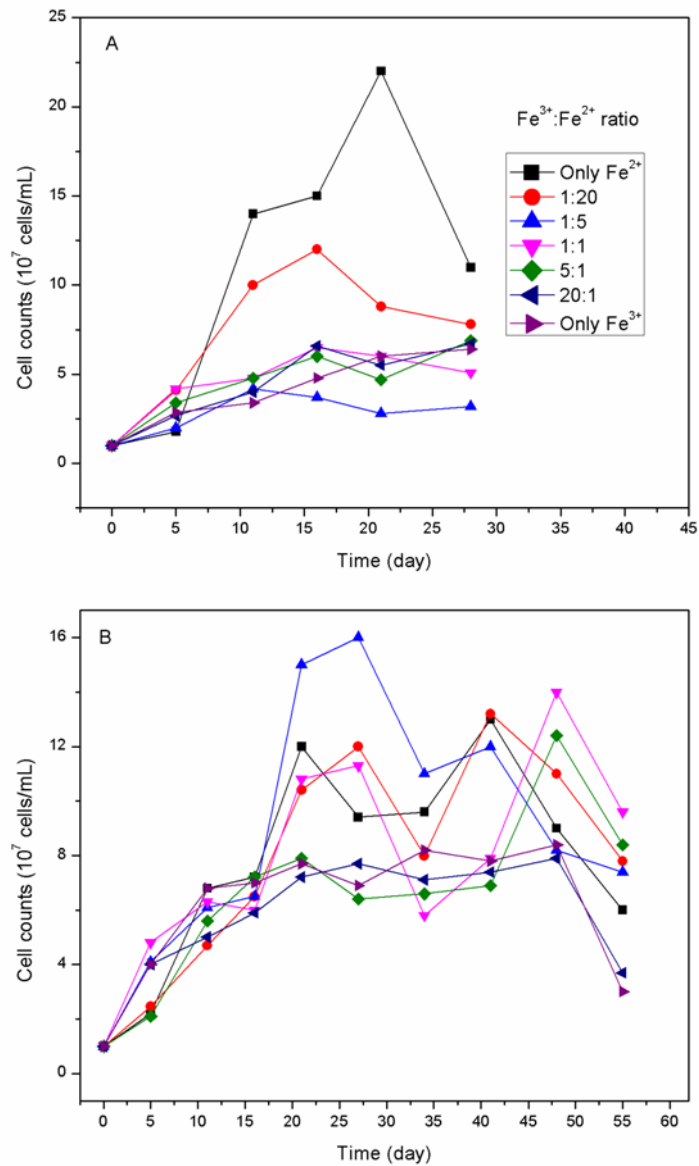 A
Fe³⁺:Fe²⁺ ratio
Only Fe²⁺
1:20
1:5
1:1
5:1
20:1
Only Fe³⁺
Cell counts (10⁷ cells/mL)
25
20
15
10
5
0
0 5 10 15 20 25 30 35 40 45
Time (day)
B
Cell counts (10⁷ cells/mL)
16
12
8
4
0
0 5 10 15 20 25 30 35 40 45 50 55 60
Time (day)